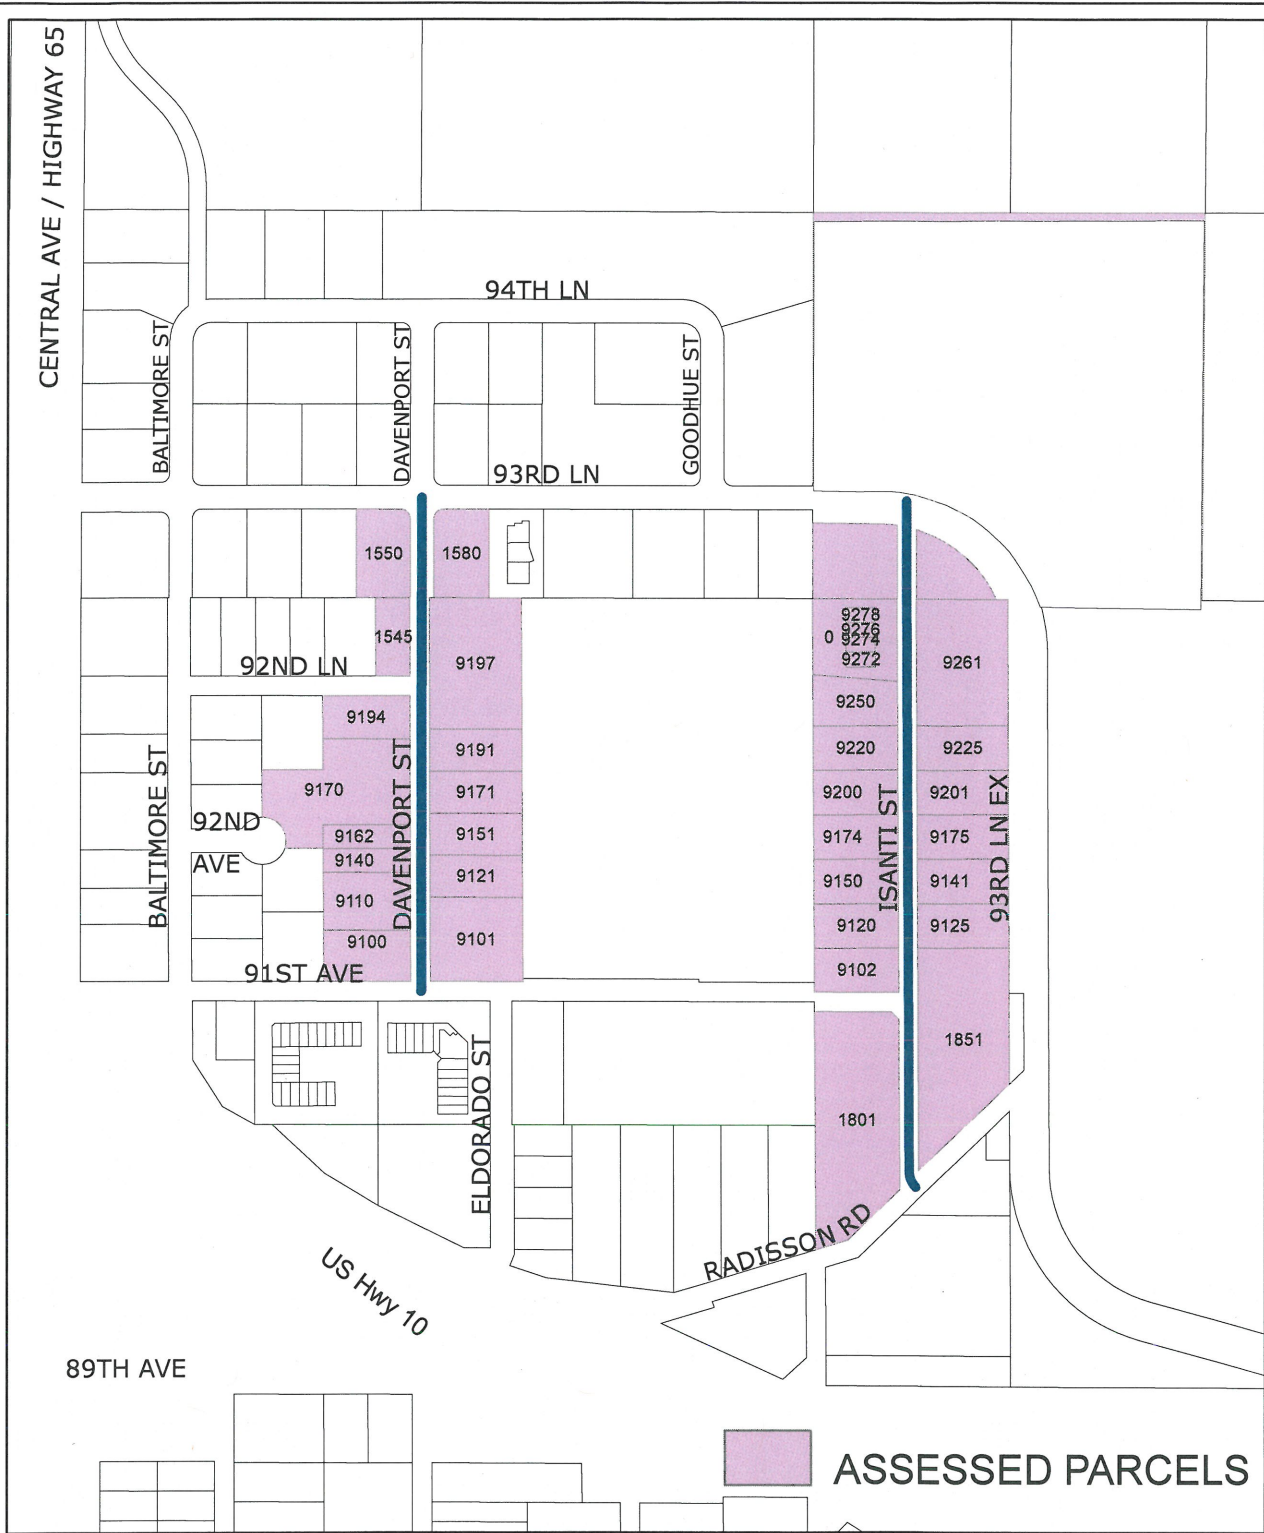 CENTRAL AVE / HIGHWAY 65
94TH LN
BALTIMORE ST
DAVENPORT ST
GOODHUE ST
93RD LN
1550
1580
9278
9276
0
9274
9272
1545
92ND LN
9197
9261
9250
9194
9191
9220
9225
BALTIMORE ST
DAVENPORT ST
ISANTI ST
93RD LN EX
9170
9171
9200
9201
92ND
AVE
9162
9151
9174
9175
9140
9121
9150
9141
9110
9120
9125
9100
9101
91ST AVE
9102
1851
ELDORADO ST
1801
RADISSON RD
US Hwy 10
89TH AVE
ASSESSED PARCELS